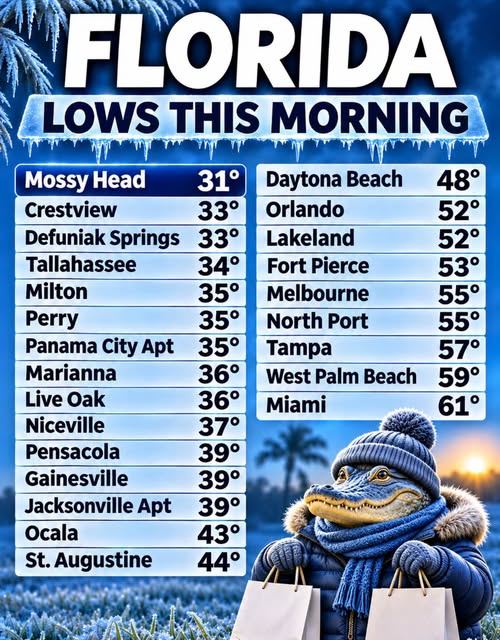 FLORIDA
LOWS THIS MORNING
Mossy Head 31°
Crestview 33°
Defuniak Springs 33°
Tallahassee 34°
Milton 35°
Perry 35°
Panama City Apt 35°
Marianna 36°
Live Oak 36°
Niceville 37°
Pensacola 39°
Gainesville 39°
Jacksonville Apt 39°
Ocala 43°
St. Augustine 44°
Daytona Beach 48°
Orlando 52°
Lakeland 52°
Fort Pierce 53°
Melbourne 55°
North Port 55°
Tampa 57°
West Palm Beach 59°
Miami 61°